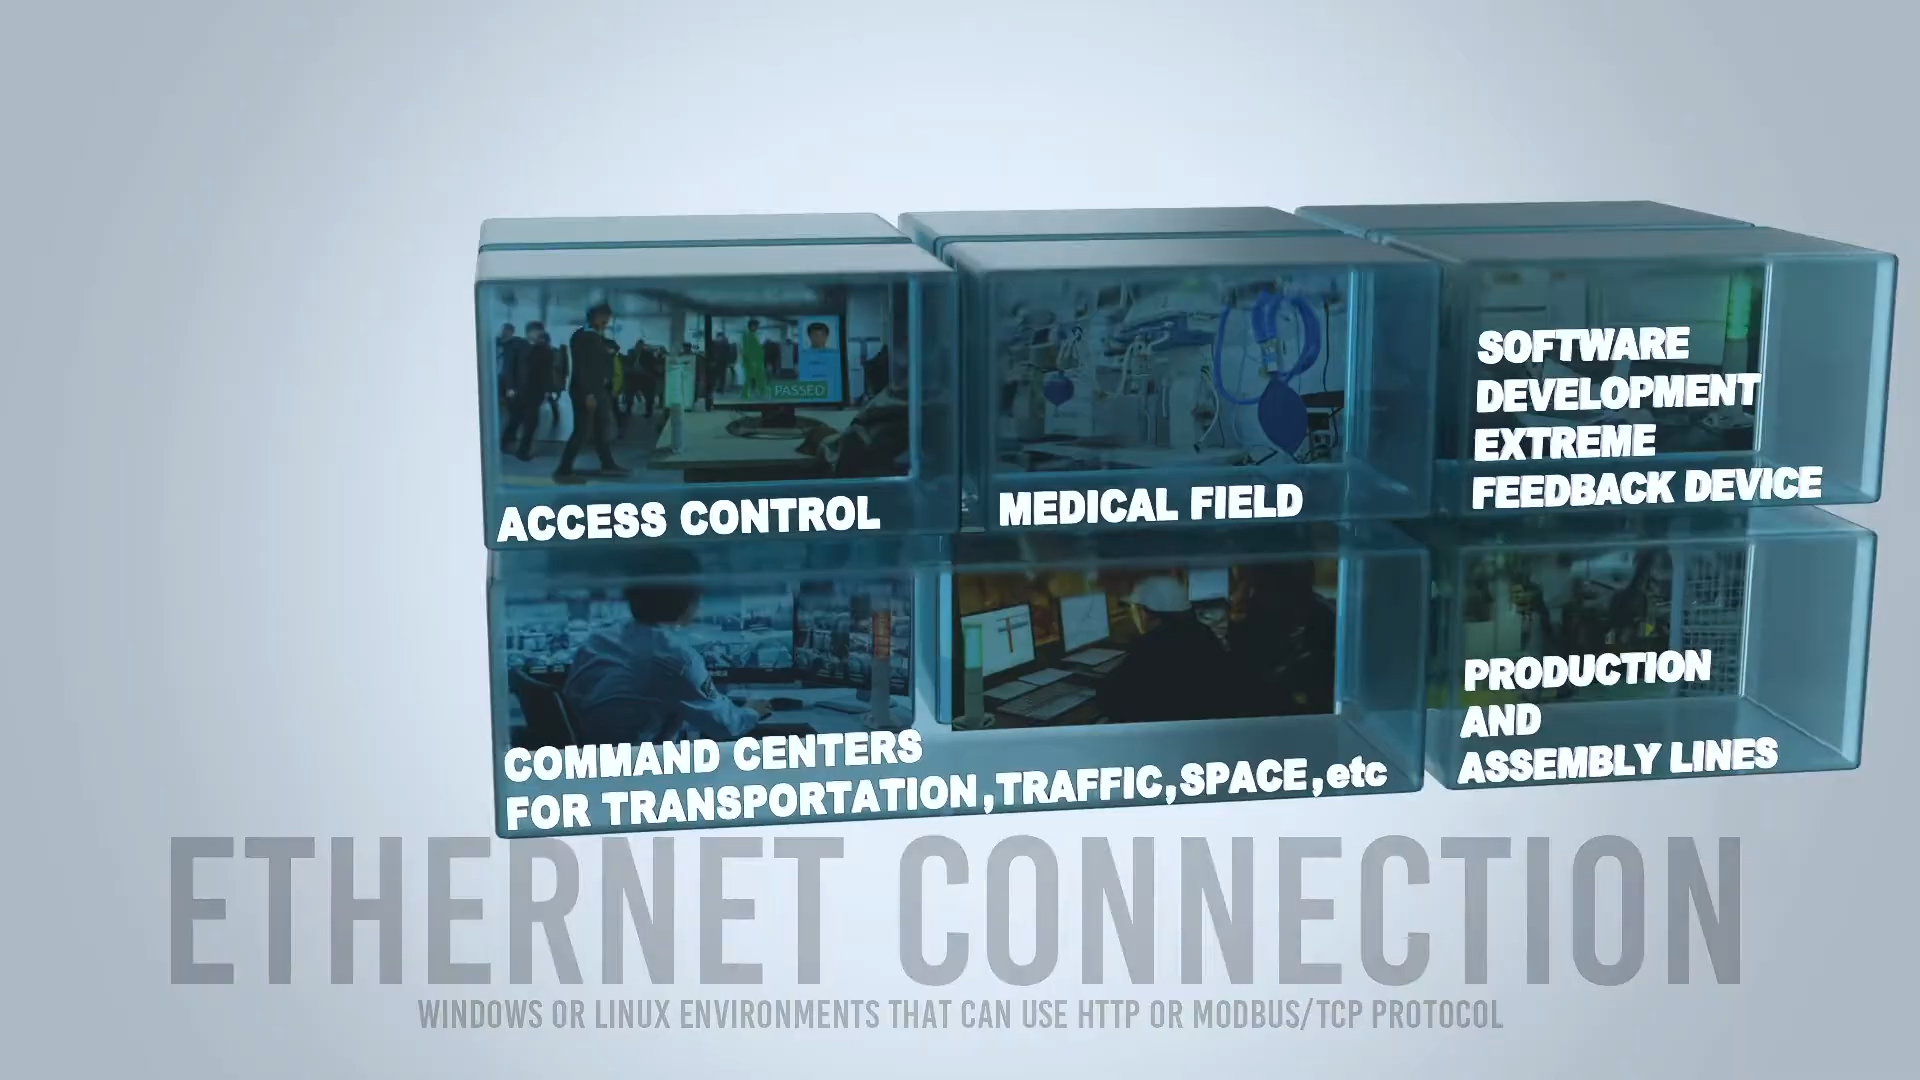 PASSED
ACCESS CONTROL
MEDICAL FIELD
SOFTWARE
DEVELOPMENT
EXTREME
FEEDBACK DEVICE
COMMAND CENTERS
FOR TRANSPORTATION,TRAFFIC,SPACE,etc
PRODUCTION
AND
ASSEMBLY LINES
ETHERNET CONNECTION
WINDOWS OR LINUX ENVIRONMENTS THAT CAN USE HTTP OR MODBUS/TCP PROTOCOL